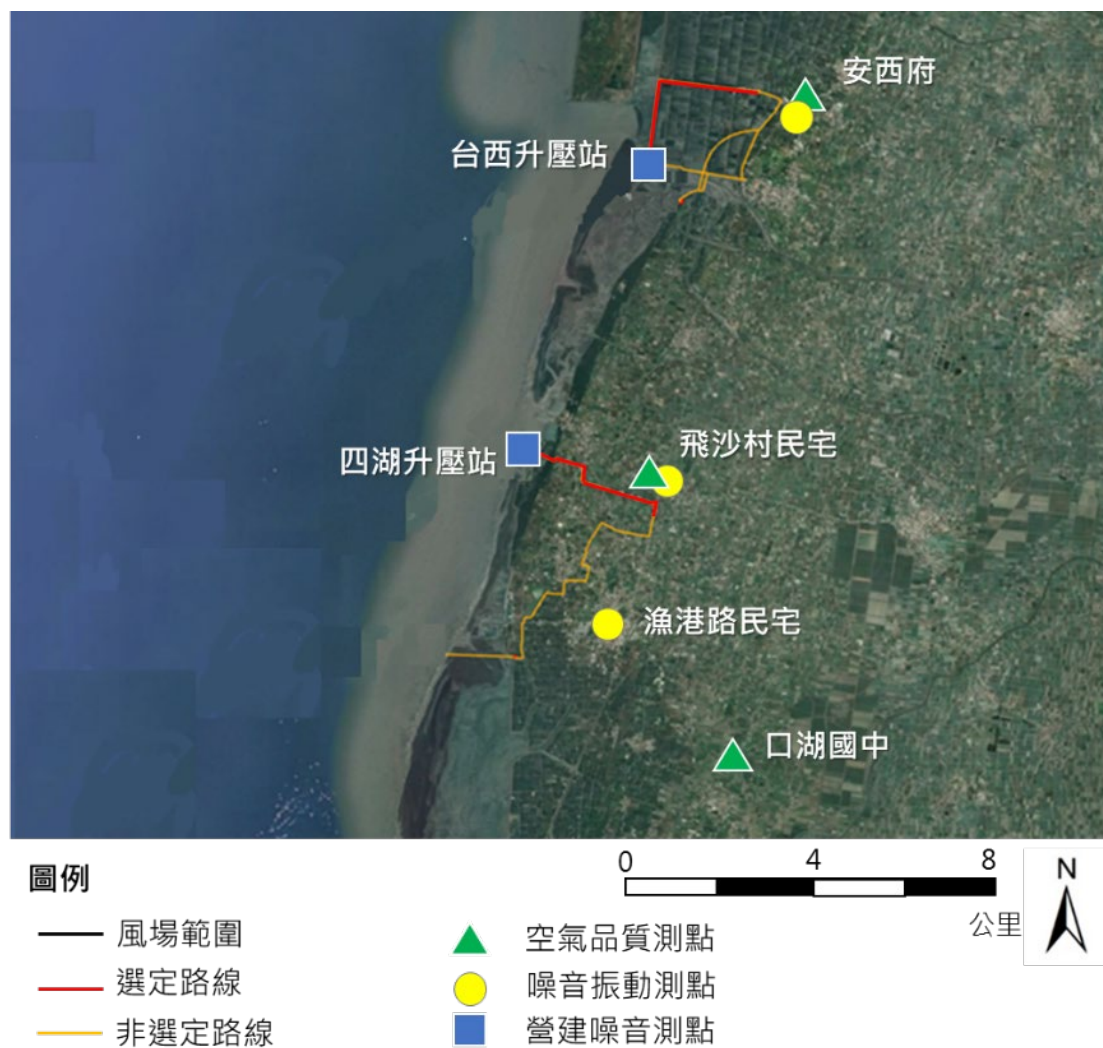 安西府
台西升壓站
飛沙村民宅
四湖升壓站
漁港路民宅
口湖國中
圖例
0 4 8
公里
N
風場範圍
選定路線
非選定路線
空氣品質測點
噪音振動測點
營建噪音測點